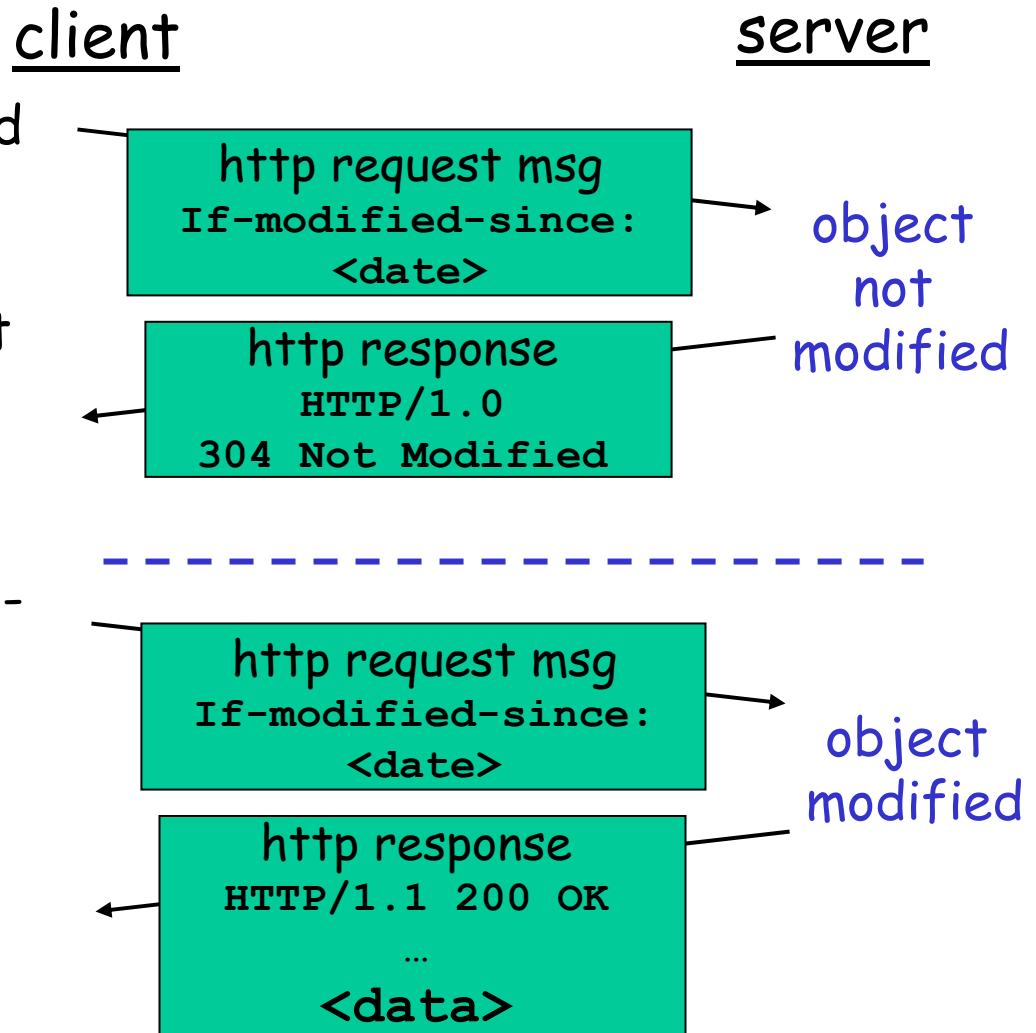 client
server
http request msg
If-modified-since:
<date>
object
not
modified
http response
HTTP/1.0
304 Not Modified
-
http request msg
If-modified-since:
<date>
object
modified
http response
HTTP/1.1 200 OK
…
<data>